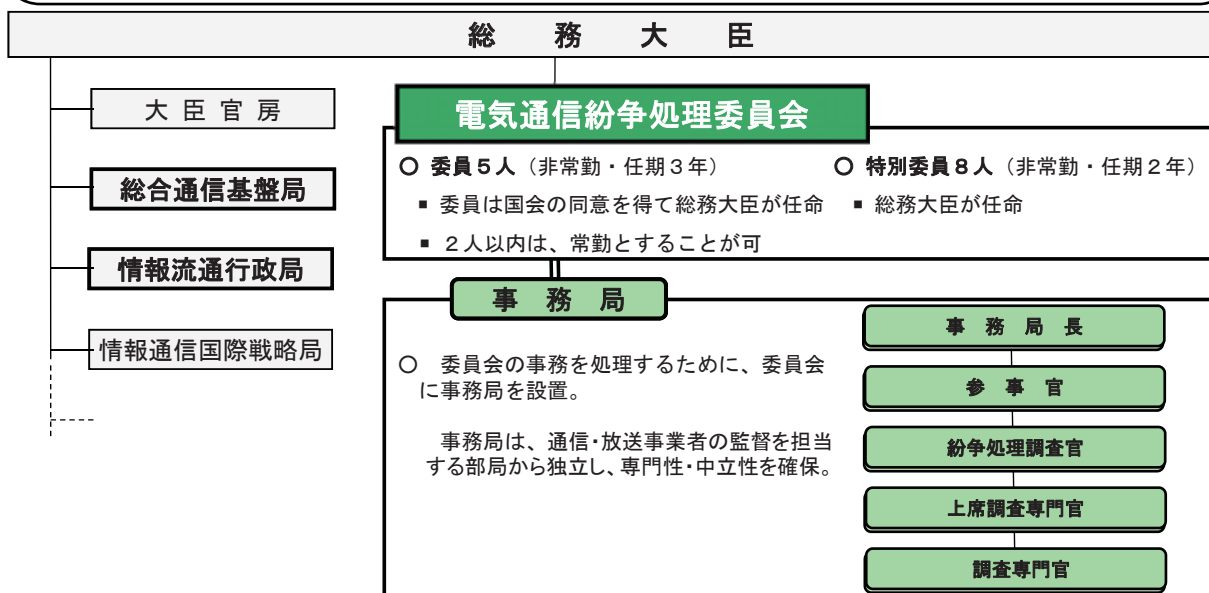 総務大臣
大臣官房
総合通信基盤局
情報流通行政局
情報通信国際戦略局
電気通信紛争処理委員会
○ 委員5人（非常勤・任期3年）
▪ 委員は国会の同意を得て総務大臣が任命
▪ 2人以内は、常勤とすることが可
○ 特別委員8人（非常勤・任期2年）
▪ 総務大臣が任命
事務局
○ 委員会の事務を処理するために、委員会
に事務局を設置。
事務局は、通信・放送事業者の監督を担当
する部局から独立し、専門性・中立性を確保。
事務局長
参事官
紛争処理調査官
上席調査専門官
調査専門官